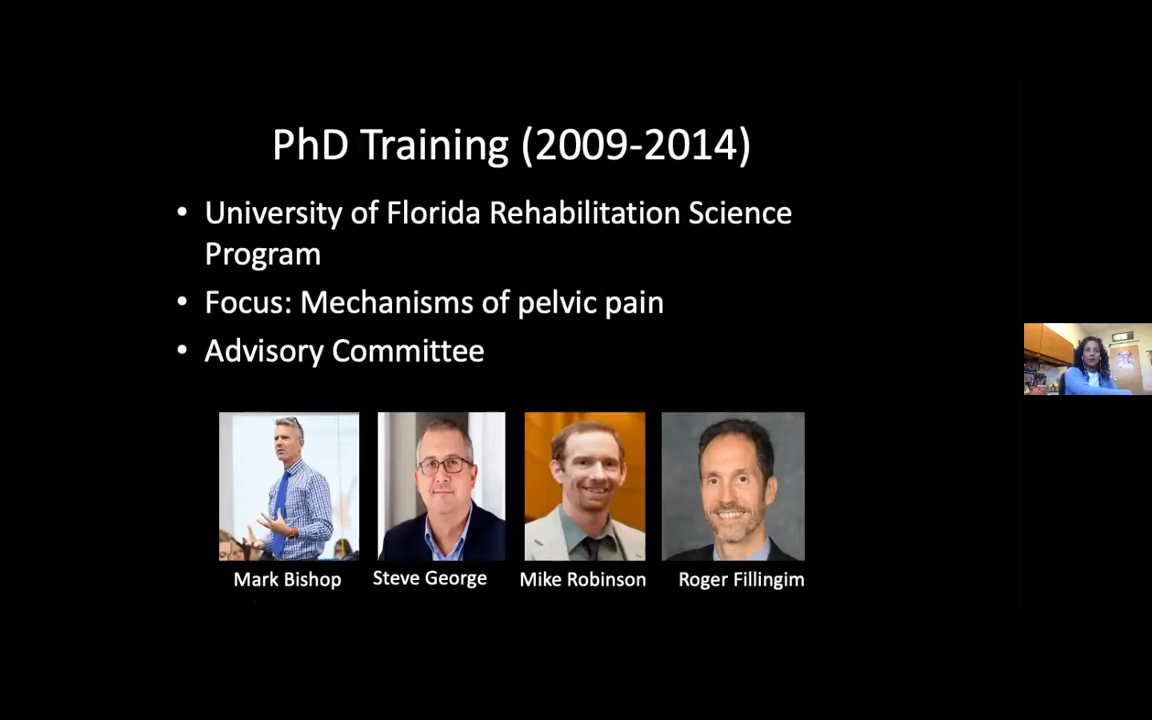 PhD Training (2009-2014)
• University of Florida Rehabilitation Science
Program
• Focus: Mechanisms of pelvic pain
• Advisory Committee
Mark Bishop
Steve George
Mike Robinson
Roger Fillingim